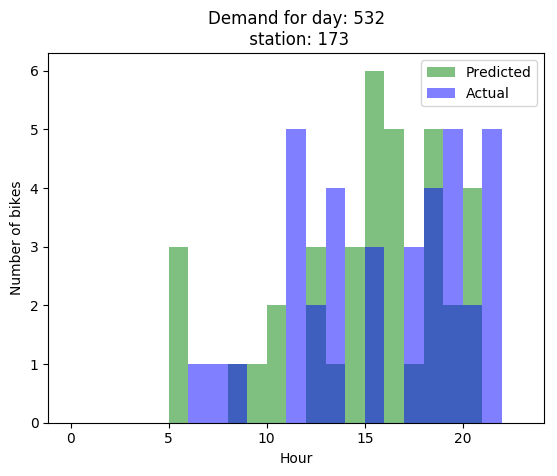 Demand for day: 532
station: 173
Predicted
Actual
6
5
4
3
2
1
0
Number of bikes
0 5 10 15 20
Hour